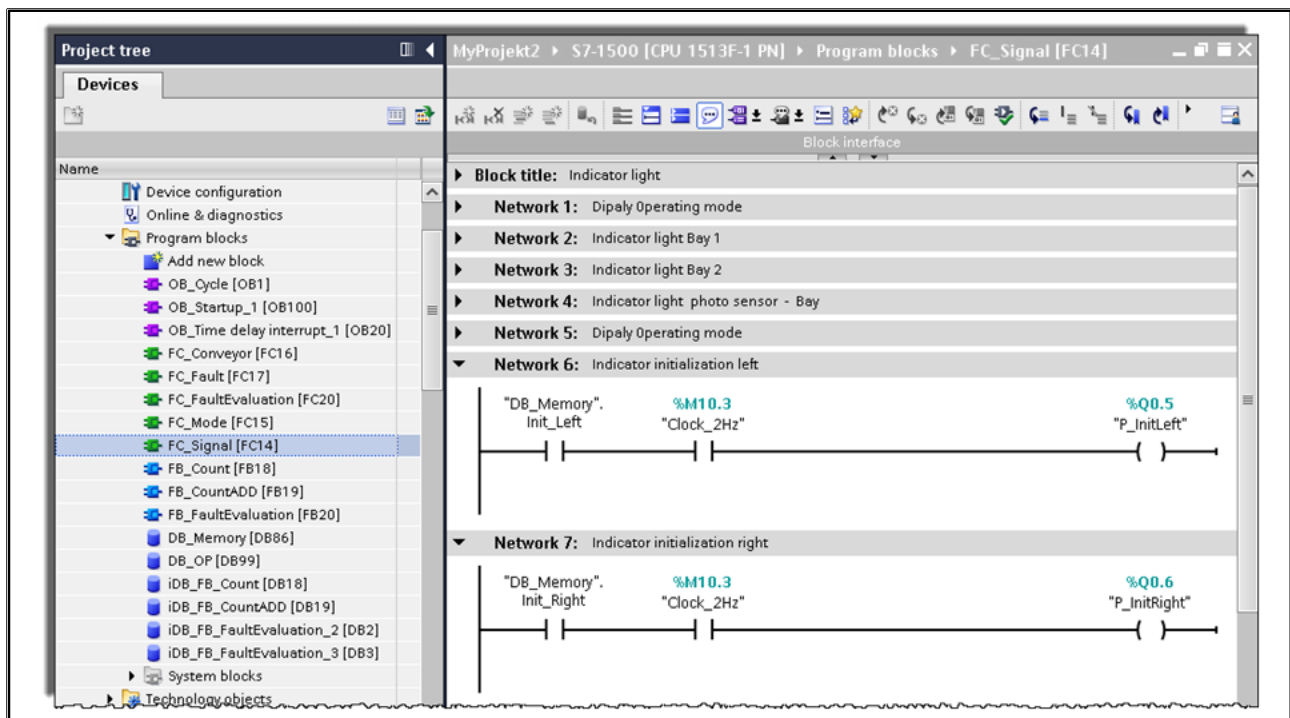 Project tree
MyProjekt2 ▸ S7-1500 [CPU 1513F-1 PN] ▸ Program blocks ▸ FC_Signal [FC14]
Devices
Block interface
Name
Device configuration
Online & diagnostics
Program blocks
Add new block
OB_Cycle [OB1]
OB_Startup_1 [OB100]
OB_Time delay interrupt_1 [OB20]
FC_Conveyor [FC16]
FC_Fault [FC17]
FC_FaultEvaluation [FC20]
FC_Mode [FC15]
FC_Signal [FC14]
FB_Count [FB18]
FB_CountADD [FB19]
FB_FaultEvaluation [FB20]
DB_Memory [DB86]
DB_OP [DB99]
iDB_FB_Count [DB18]
iDB_FB_CountADD [DB19]
iDB_FB_FaultEvaluation_2 [DB2]
iDB_FB_FaultEvaluation_3 [DB3]
System blocks
Technology objects
Block title: Indicator light
Network 1: Dipaly Operating mode
Network 2: Indicator light Bay 1
Network 3: Indicator light Bay 2
Network 4: Indicator light photo sensor - Bay
Network 5: Dipaly Operating mode
Network 6: Indicator initialization left
"DB_Memory". %M10.3 %Q0.5
Init_Left "Clock_2Hz" "P_InitLeft"
Network 7: Indicator initialization right
"DB_Memory". %M10.3 %Q0.6
Init_Right "Clock_2Hz" "P_InitRight"